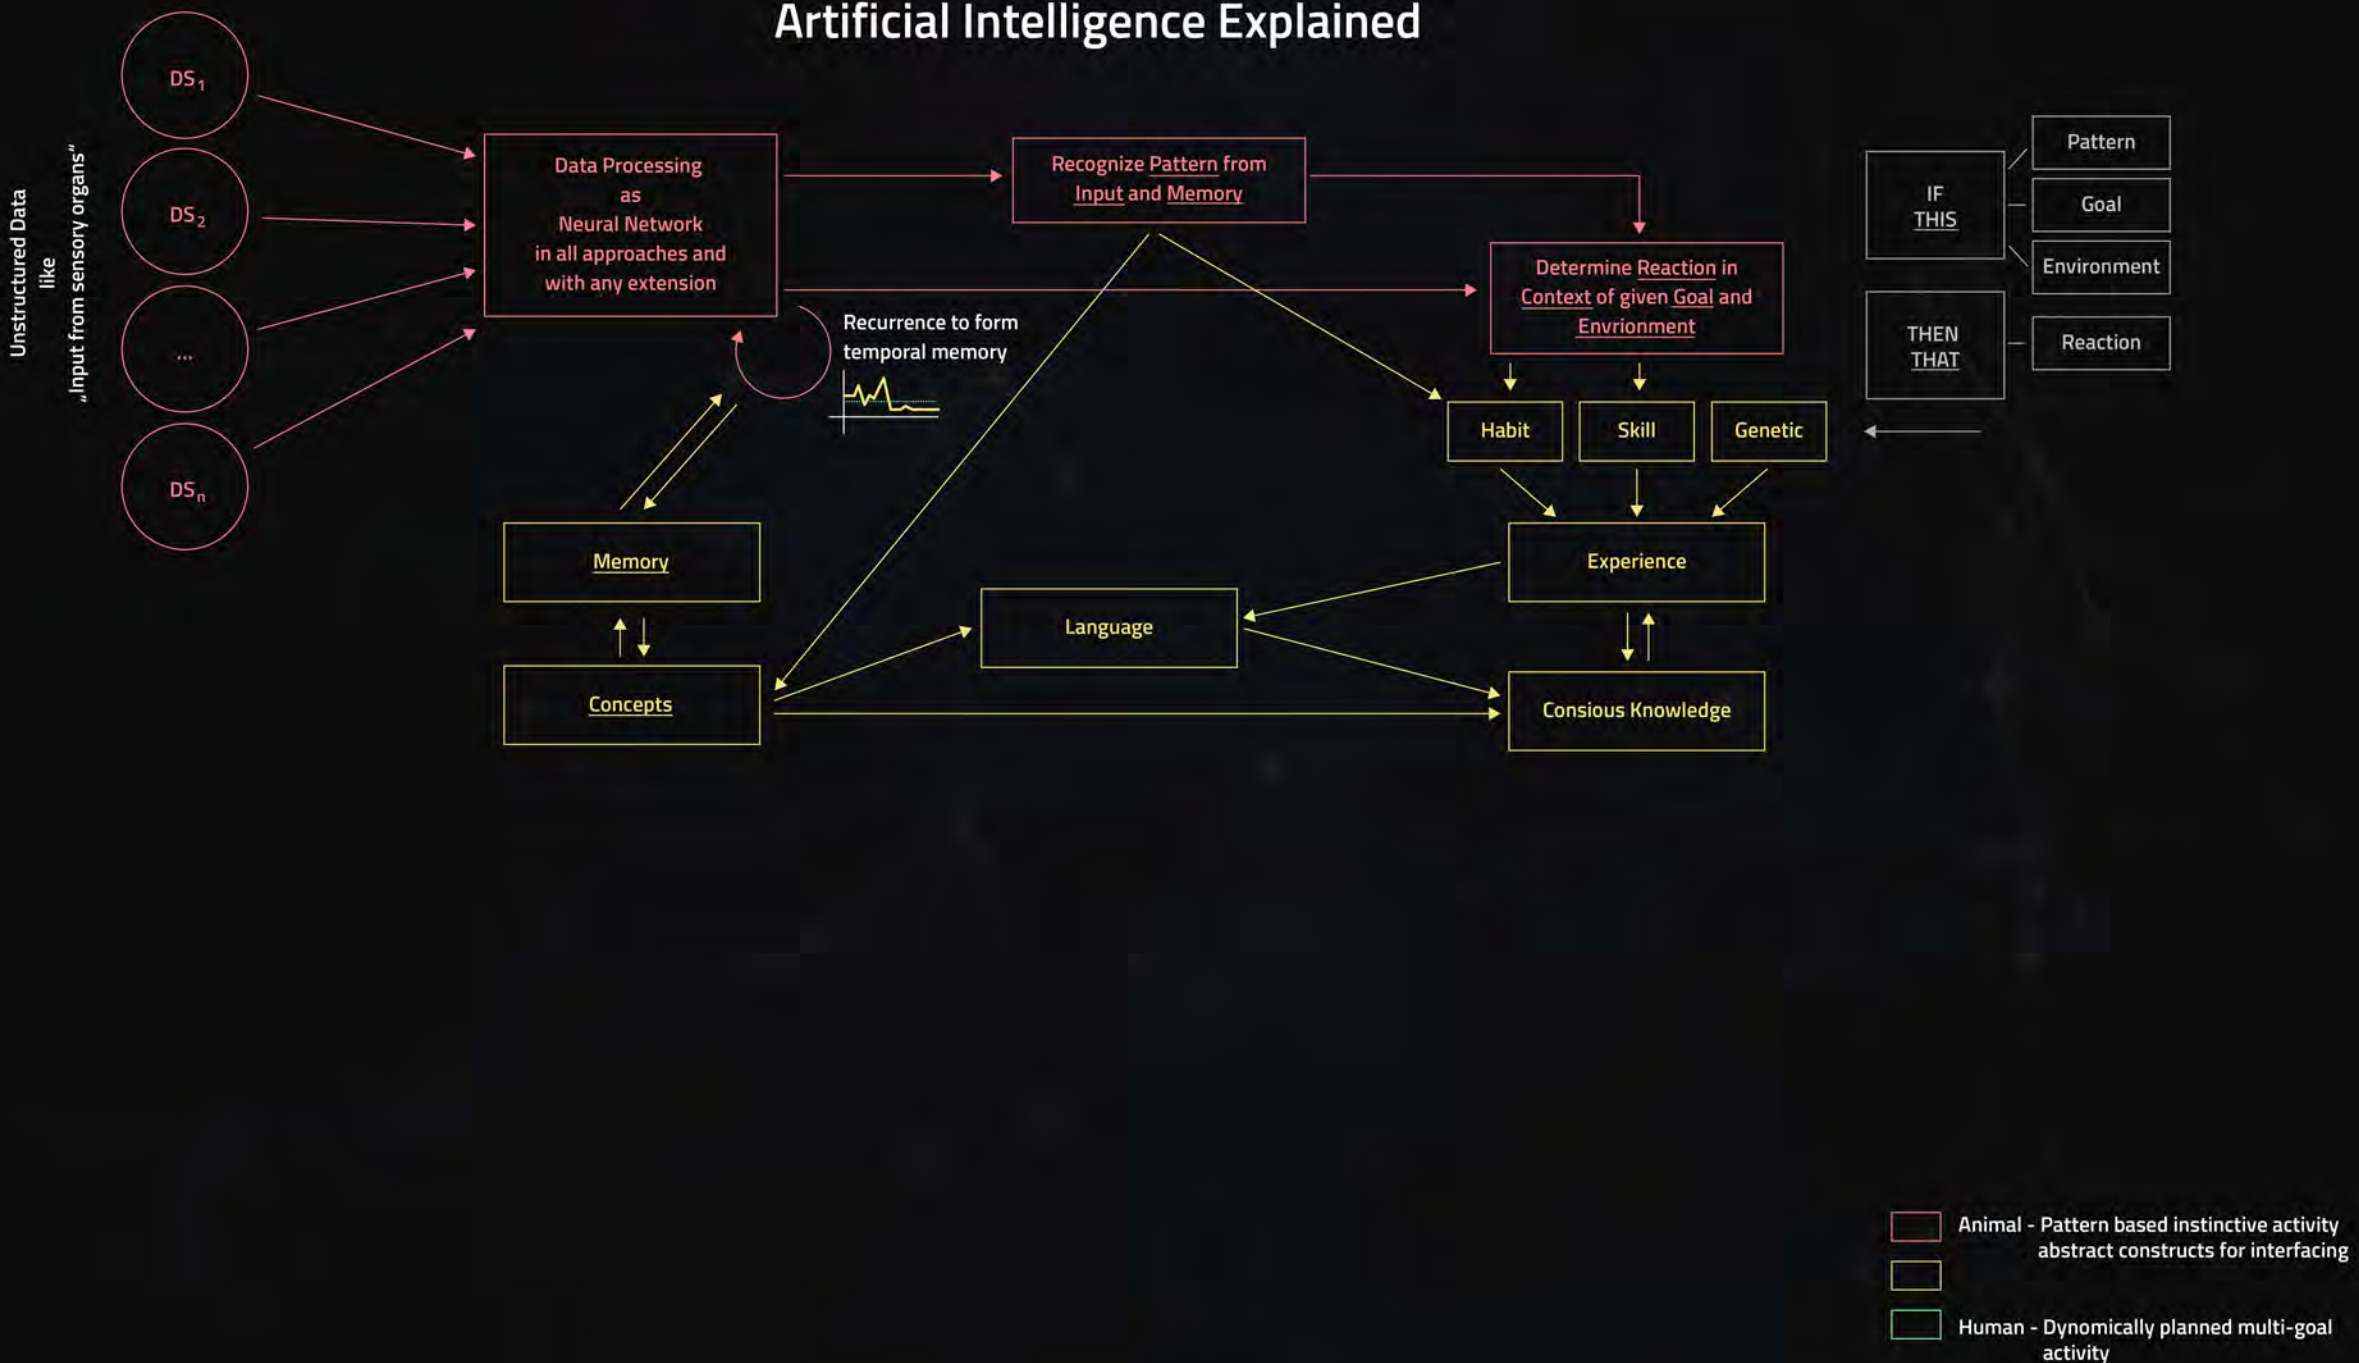 Artificial Intelligence Explained
Unstructured Data
like
„Input from sensory organs“
DS1
DS2
...
DSn
Data Processing
as
Neural Network
in all approaches and
with any extension
Recognize Pattern from
Input and Memory
Determine Reaction in
Context of given Goal and
Envrionment
Recurrence to form
temporal memory
IF
THIS
Pattern
Goal
Environment
THEN
THAT
Reaction
Habit
Skill
Genetic
Memory
Experience
Language
Concepts
Consious Knowledge
Animal - Pattern based instinctive activity
abstract constructs for interfacing
Human - Dynomically planned multi-goal
activity